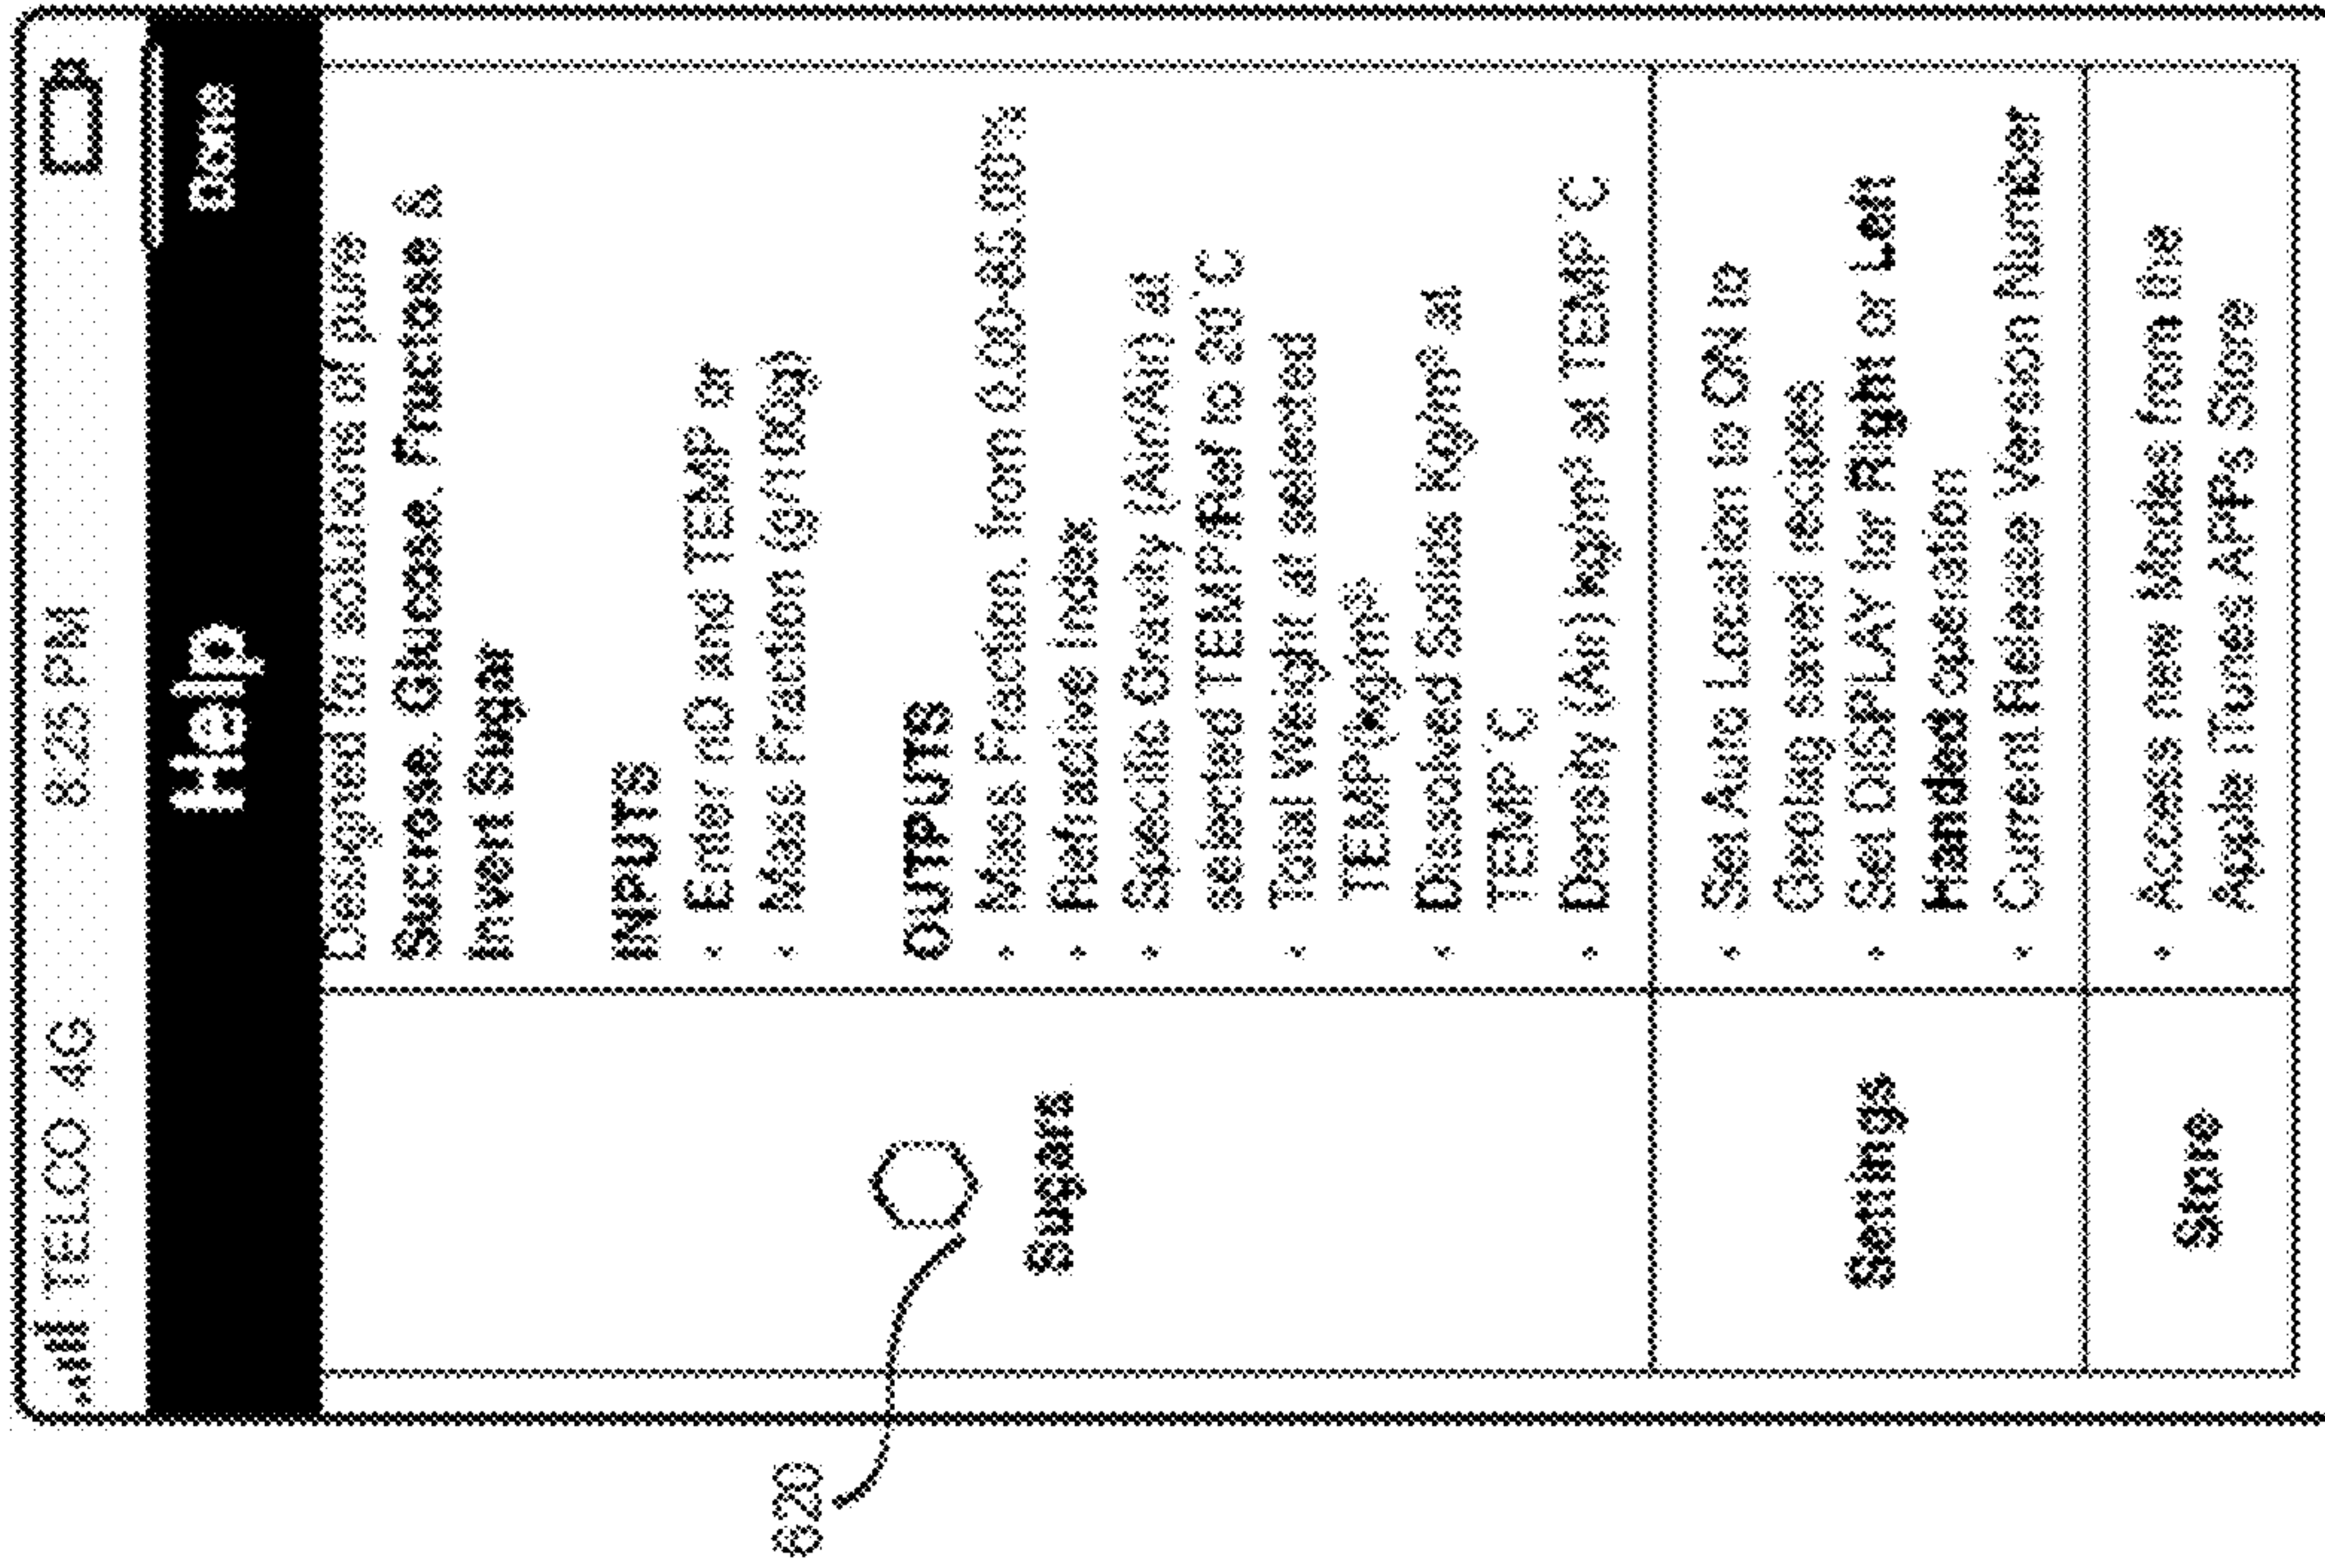 TELCO 4G 8:25 PM
Help Done
Designed for solutions of pure
Sucrose, Glucose, Fructose &
Invert Sugar
INPUTS
• Enter nD and TEMP or
• Mass Fraction (g/100g)
OUTPUTS
• Mass Fraction, from 0.00-85.00%
• Refractive Index
• Specific Gravity (Air/Air) at
selected TEMP/Ref to 20°C
• Total Weight at selected
TEMP(kg/m³)
• Dissolved Solids Kg/m³ at
TEMP°C
• Density (Air) kg/m³ at TEMP°C
Sugars
• Set Auto Location to ON to
Geotag saved recipes
• Set DISPLAY for Right or Left
Handed operation
• Current Release Version Number
Settings
• Access new Modes from the
Apple iTunes APPs Store
Store
620